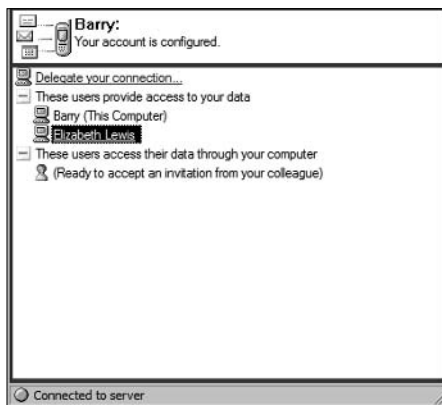 Barry:
Your account is configured.
Delegate your connection...
These users provide access to your data
Barry (This Computer)
Elizabeth Lewis
These users access their data through your computer
(Ready to accept an invitation from your colleague)
Connected to server